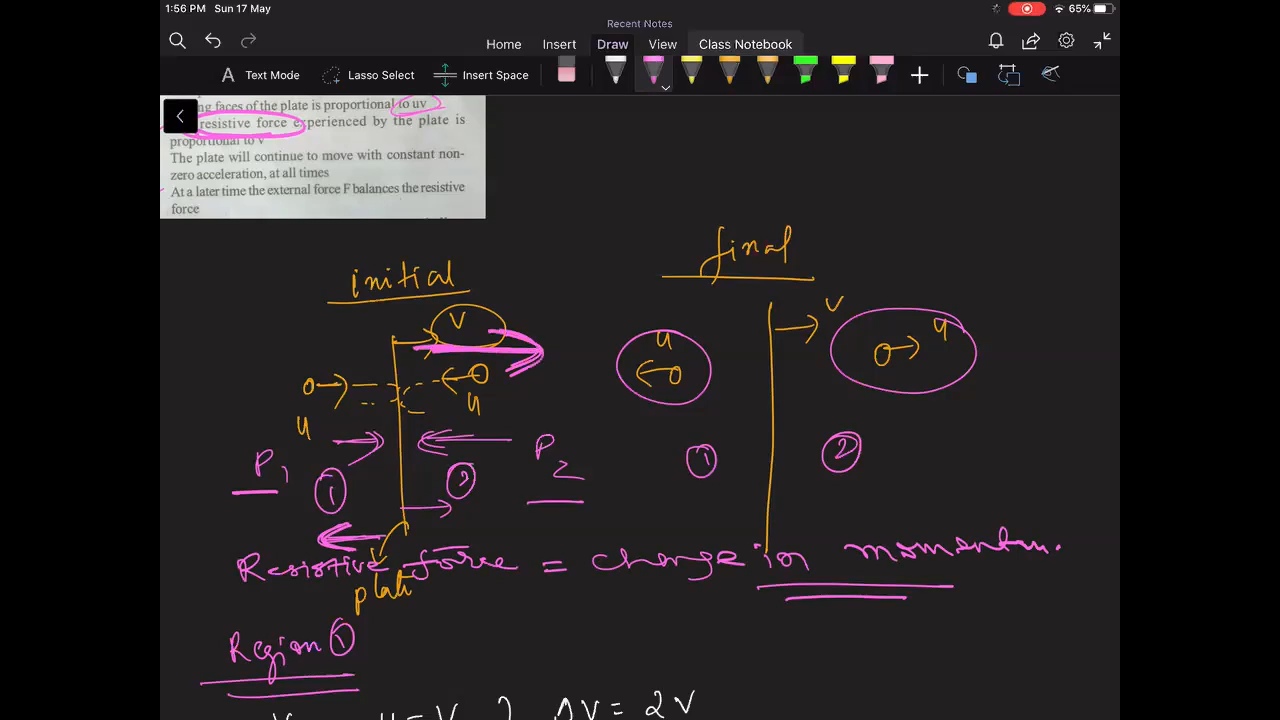 1:56 PM Sun 17 May
65%
Recent Notes
Home Insert Draw View Class Notebook
A Text Mode Lasso Select Insert Space
ng faces of the plate is proportional to uv
resistive force experienced by the plate is
proportional to v
The plate will continue to move with constant non-
zero acceleration, at all times
At a later time the external force F balances the resistive
force
initial
final
v
v
u
u
u
u
P1
P2
1
2
1
2
Resistive force = change in momentum.
plate
Region 1
ΔV = 2V